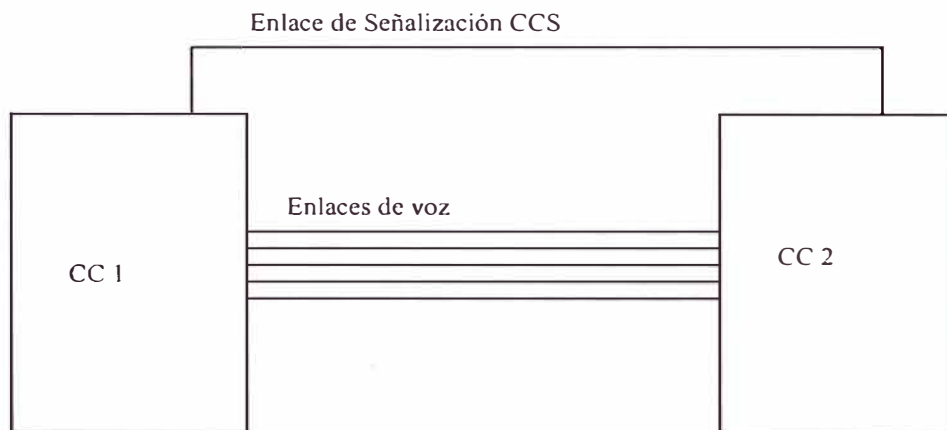 Enlace de Señalización CCS
Enlaces de voz
CC 1
CC 2